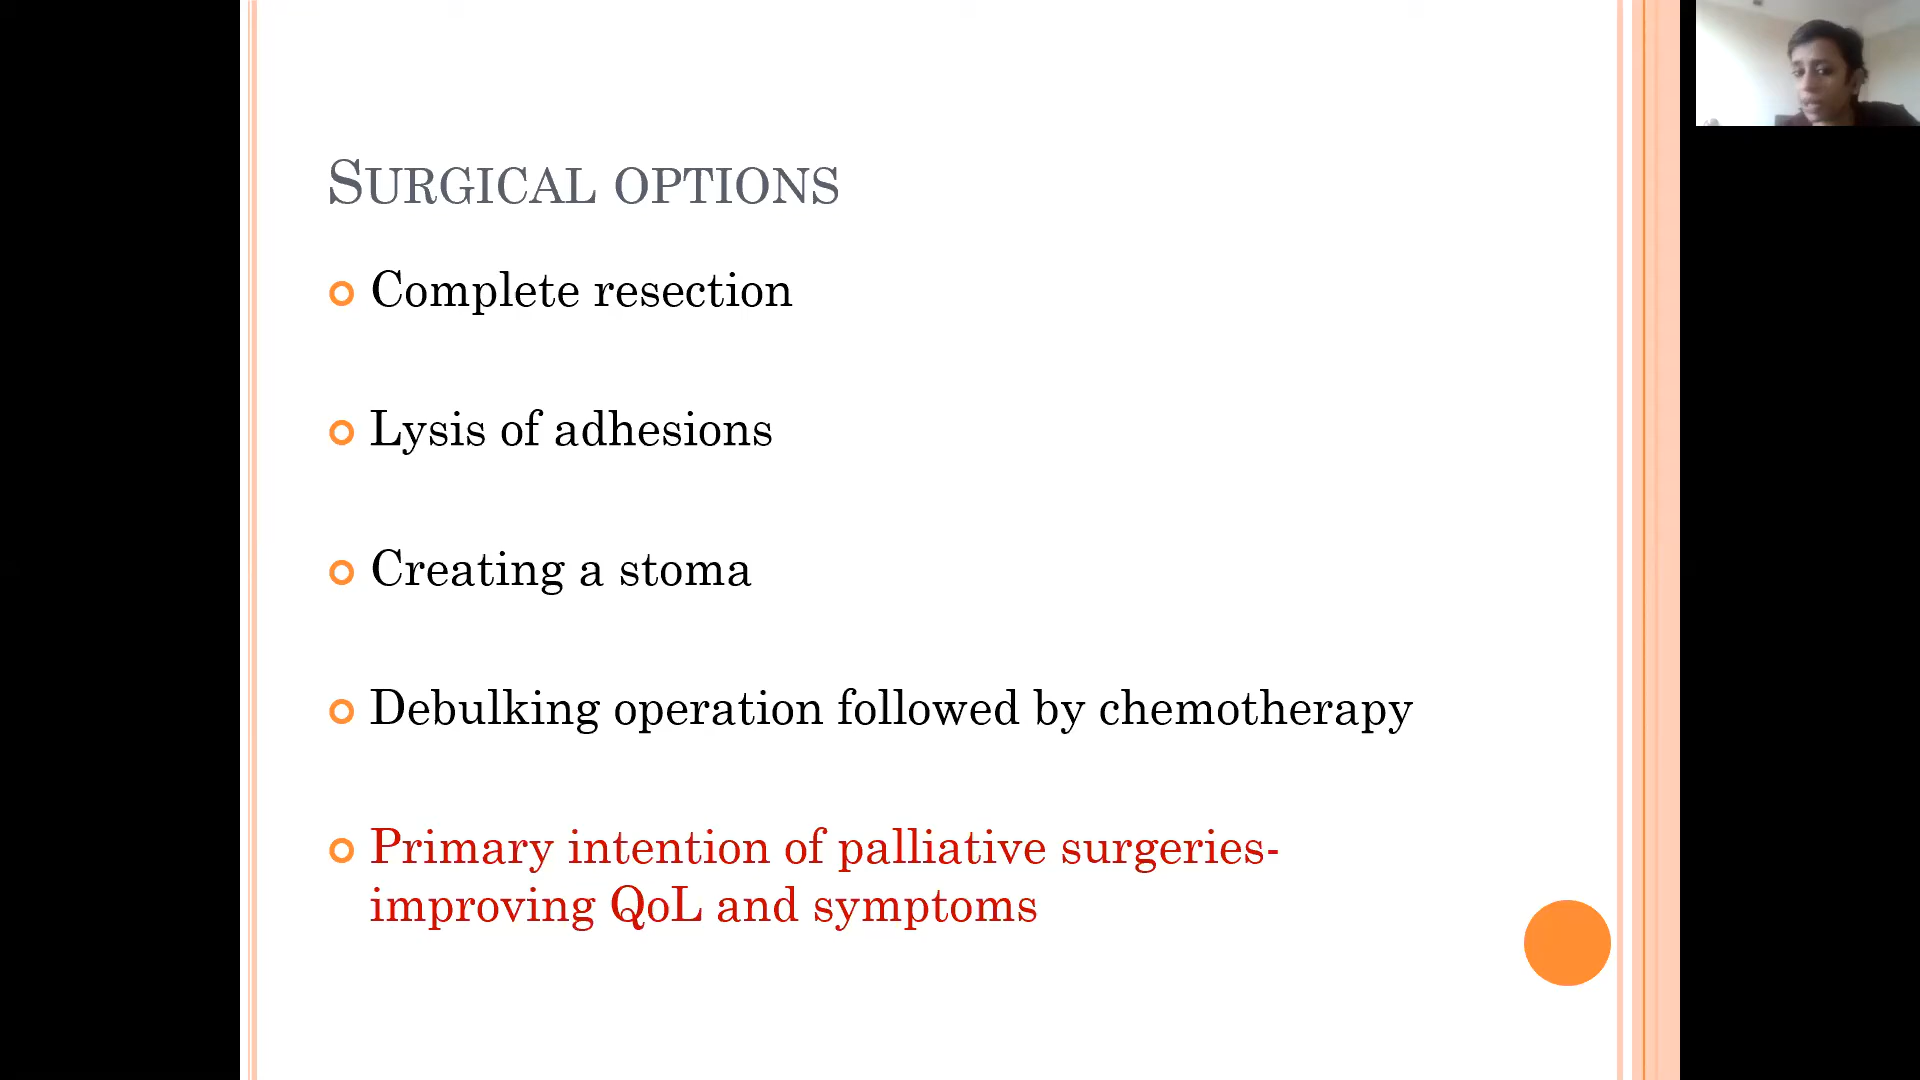 SURGICAL OPTIONS
Complete resection
Lysis of adhesions
Creating a stoma
Debulking operation followed by chemotherapy
Primary intention of palliative surgeries-
improving QoL and symptoms